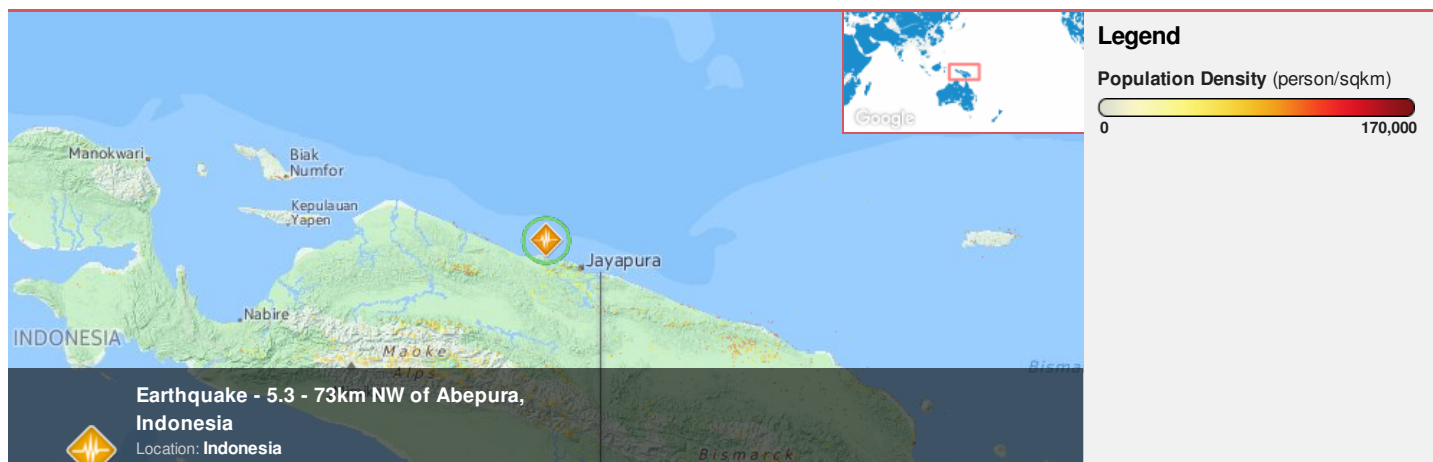 Google
Manokwari
Biak
Numfor
Kepulauan
Yapen
Jayapura
Nabire
INDONESIA
Maoke
Alps
Bisma
Bismarck
Earthquake - 5.3 - 73km NW of Abepura,
Indonesia
Location: Indonesia
Legend
Population Density (person/sqkm)
0 170,000